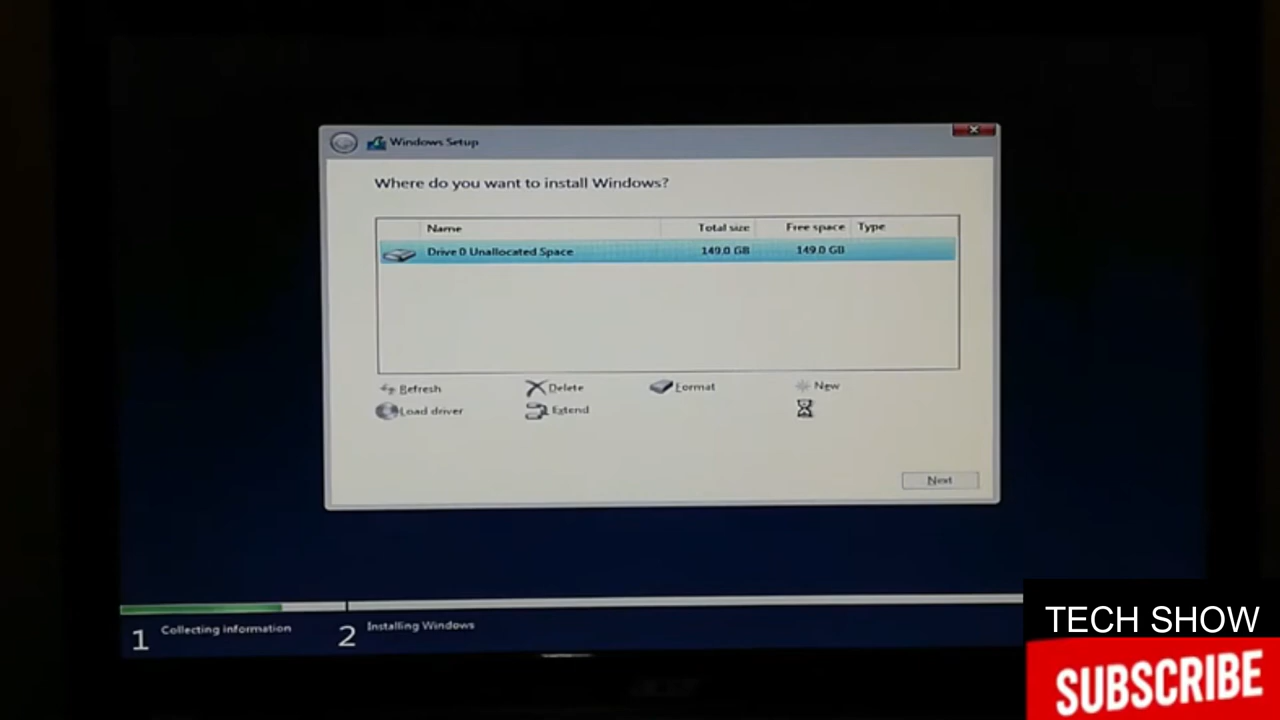 Windows Setup
Where do you want to install Windows?
Name Total size Free space Type
Drive 0 Unallocated Space 149.0 GB 149.0 GB
Refresh Delete Format New
Load driver Extend
Next
1 Collecting information 2 Installing Windows
acer
TECH SHOW
SUBSCRIBE